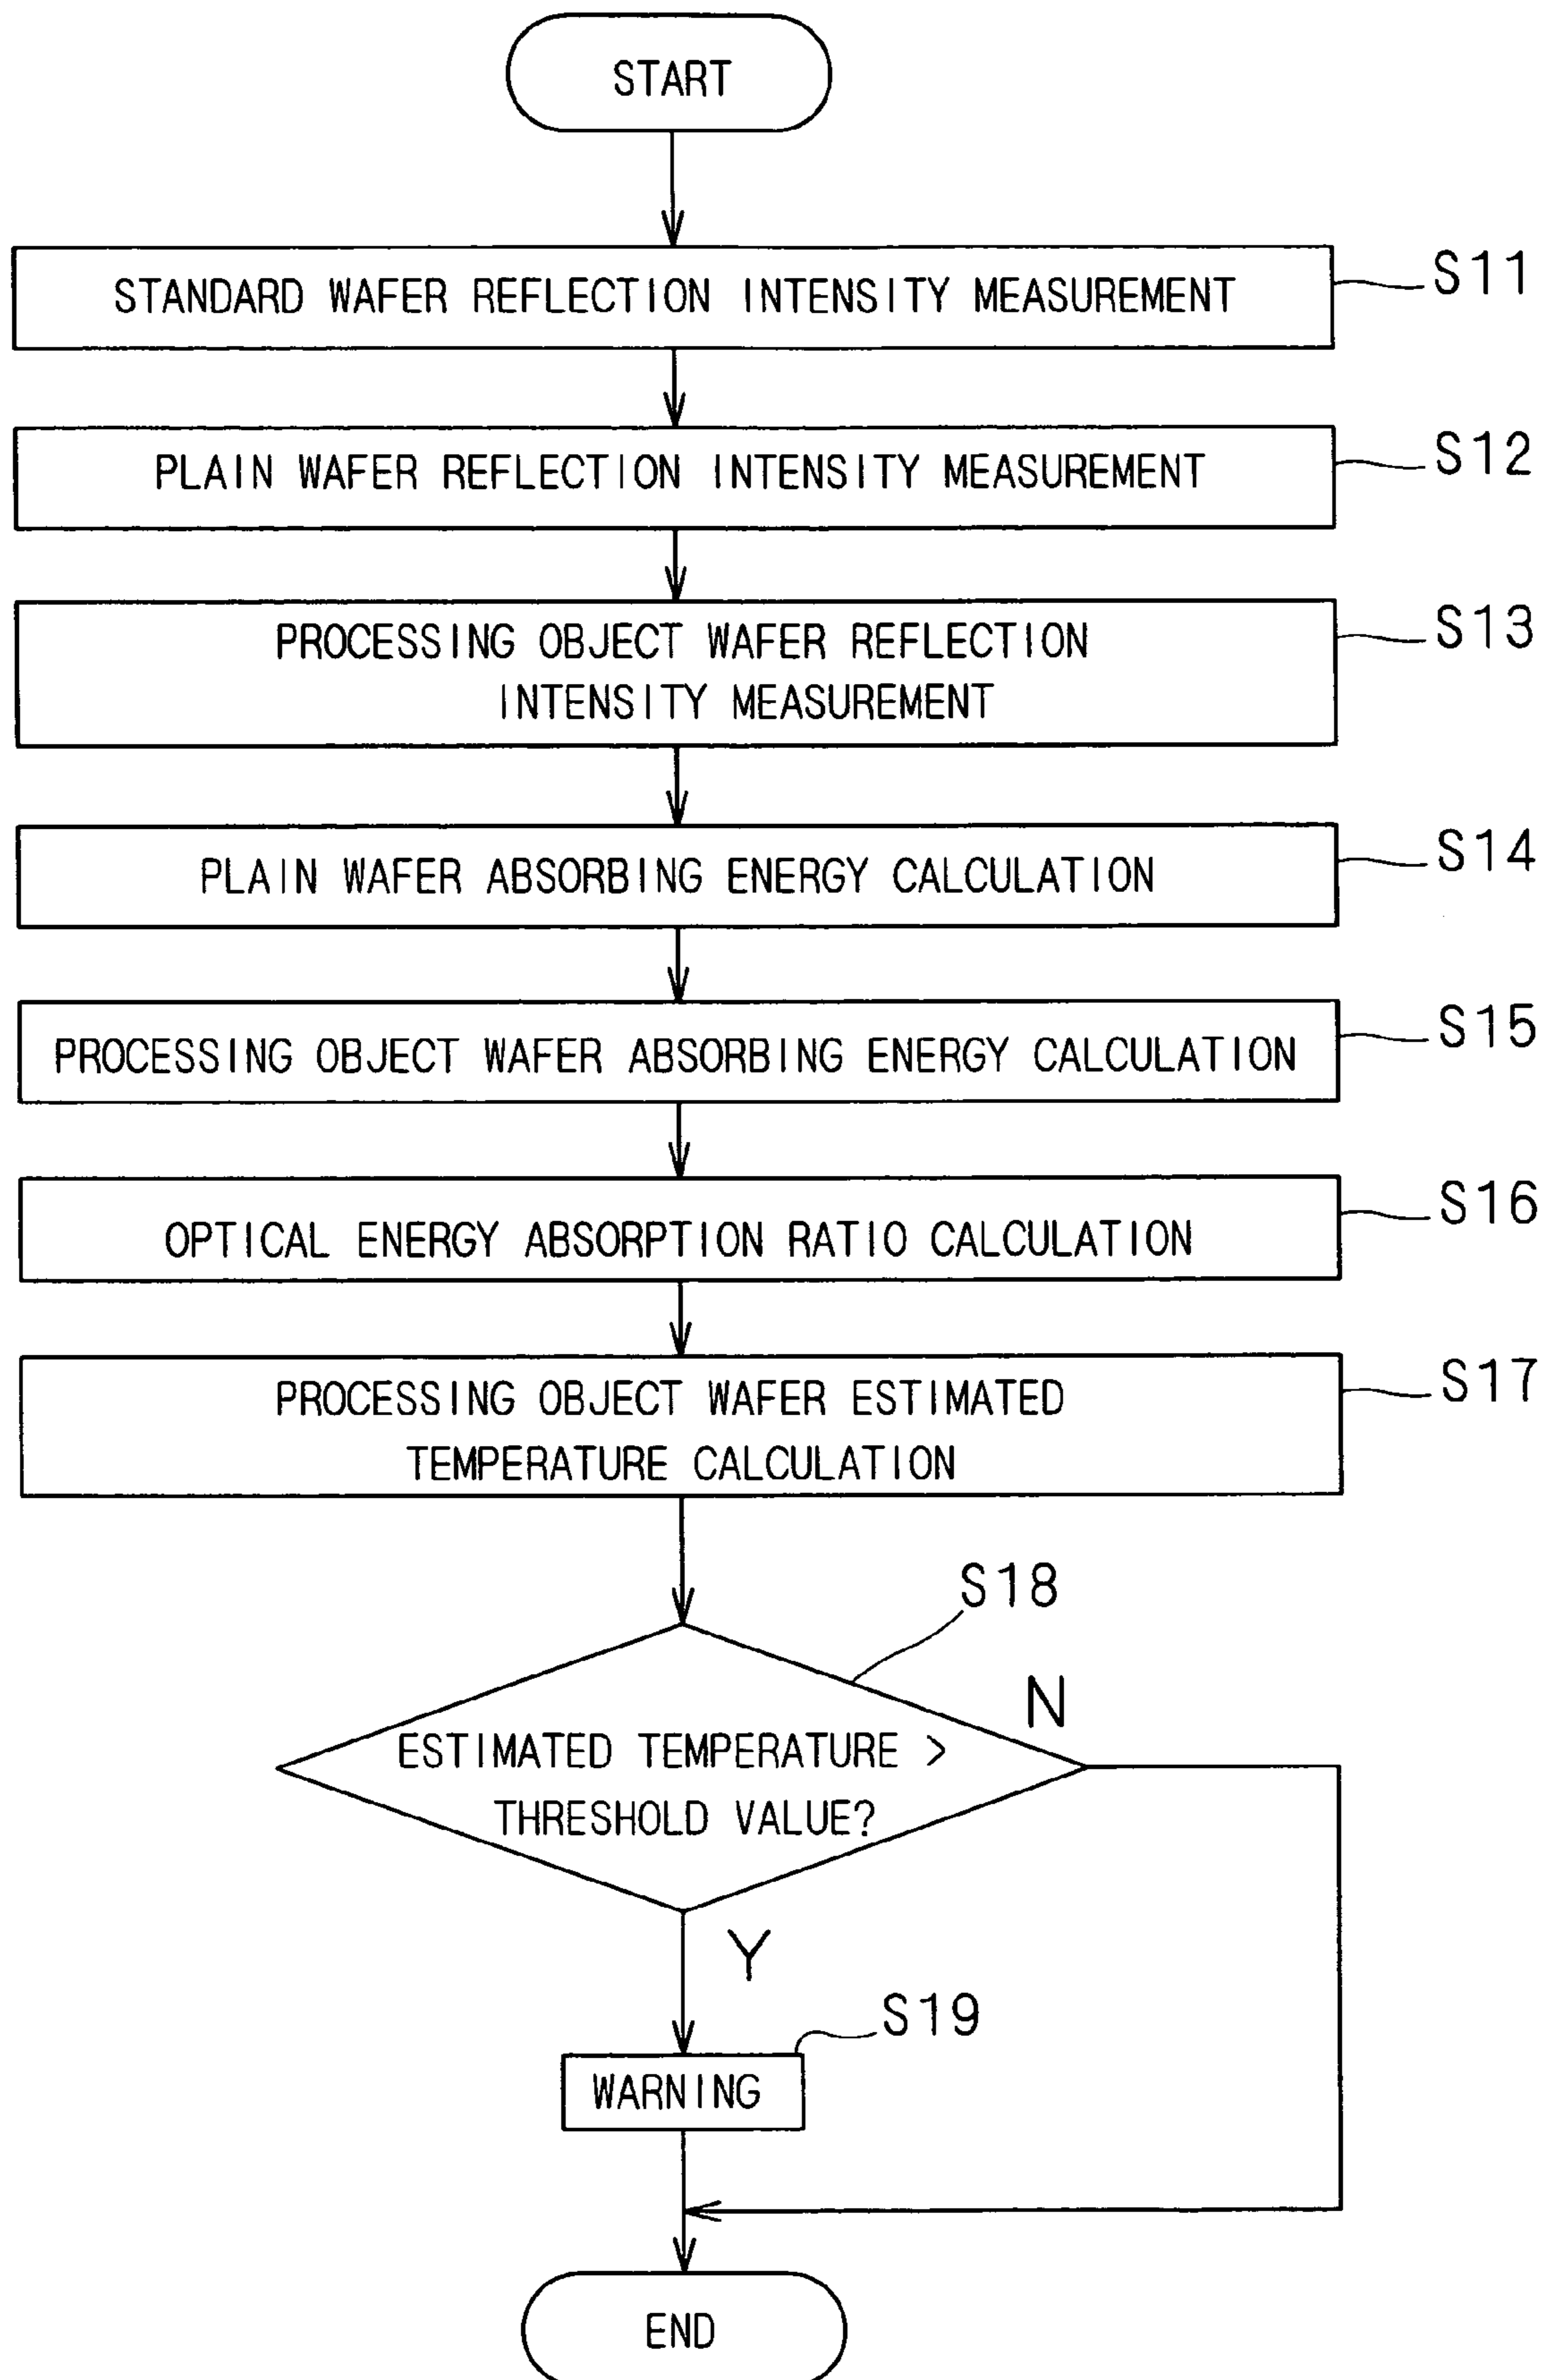 START
STANDARD WAFER REFLECTION INTENSITY MEASUREMENT
S11
PLAIN WAFER REFLECTION INTENSITY MEASUREMENT
S12
PROCESSING OBJECT WAFER REFLECTION
INTENSITY MEASUREMENT
S13
PLAIN WAFER ABSORBING ENERGY CALCULATION
S14
PROCESSING OBJECT WAFER ABSORBING ENERGY CALCULATION
S15
OPTICAL ENERGY ABSORPTION RATIO CALCULATION
S16
PROCESSING OBJECT WAFER ESTIMATED
TEMPERATURE CALCULATION
S17
S18
ESTIMATED TEMPERATURE >
THRESHOLD VALUE?
N
Y
S19
WARNING
END